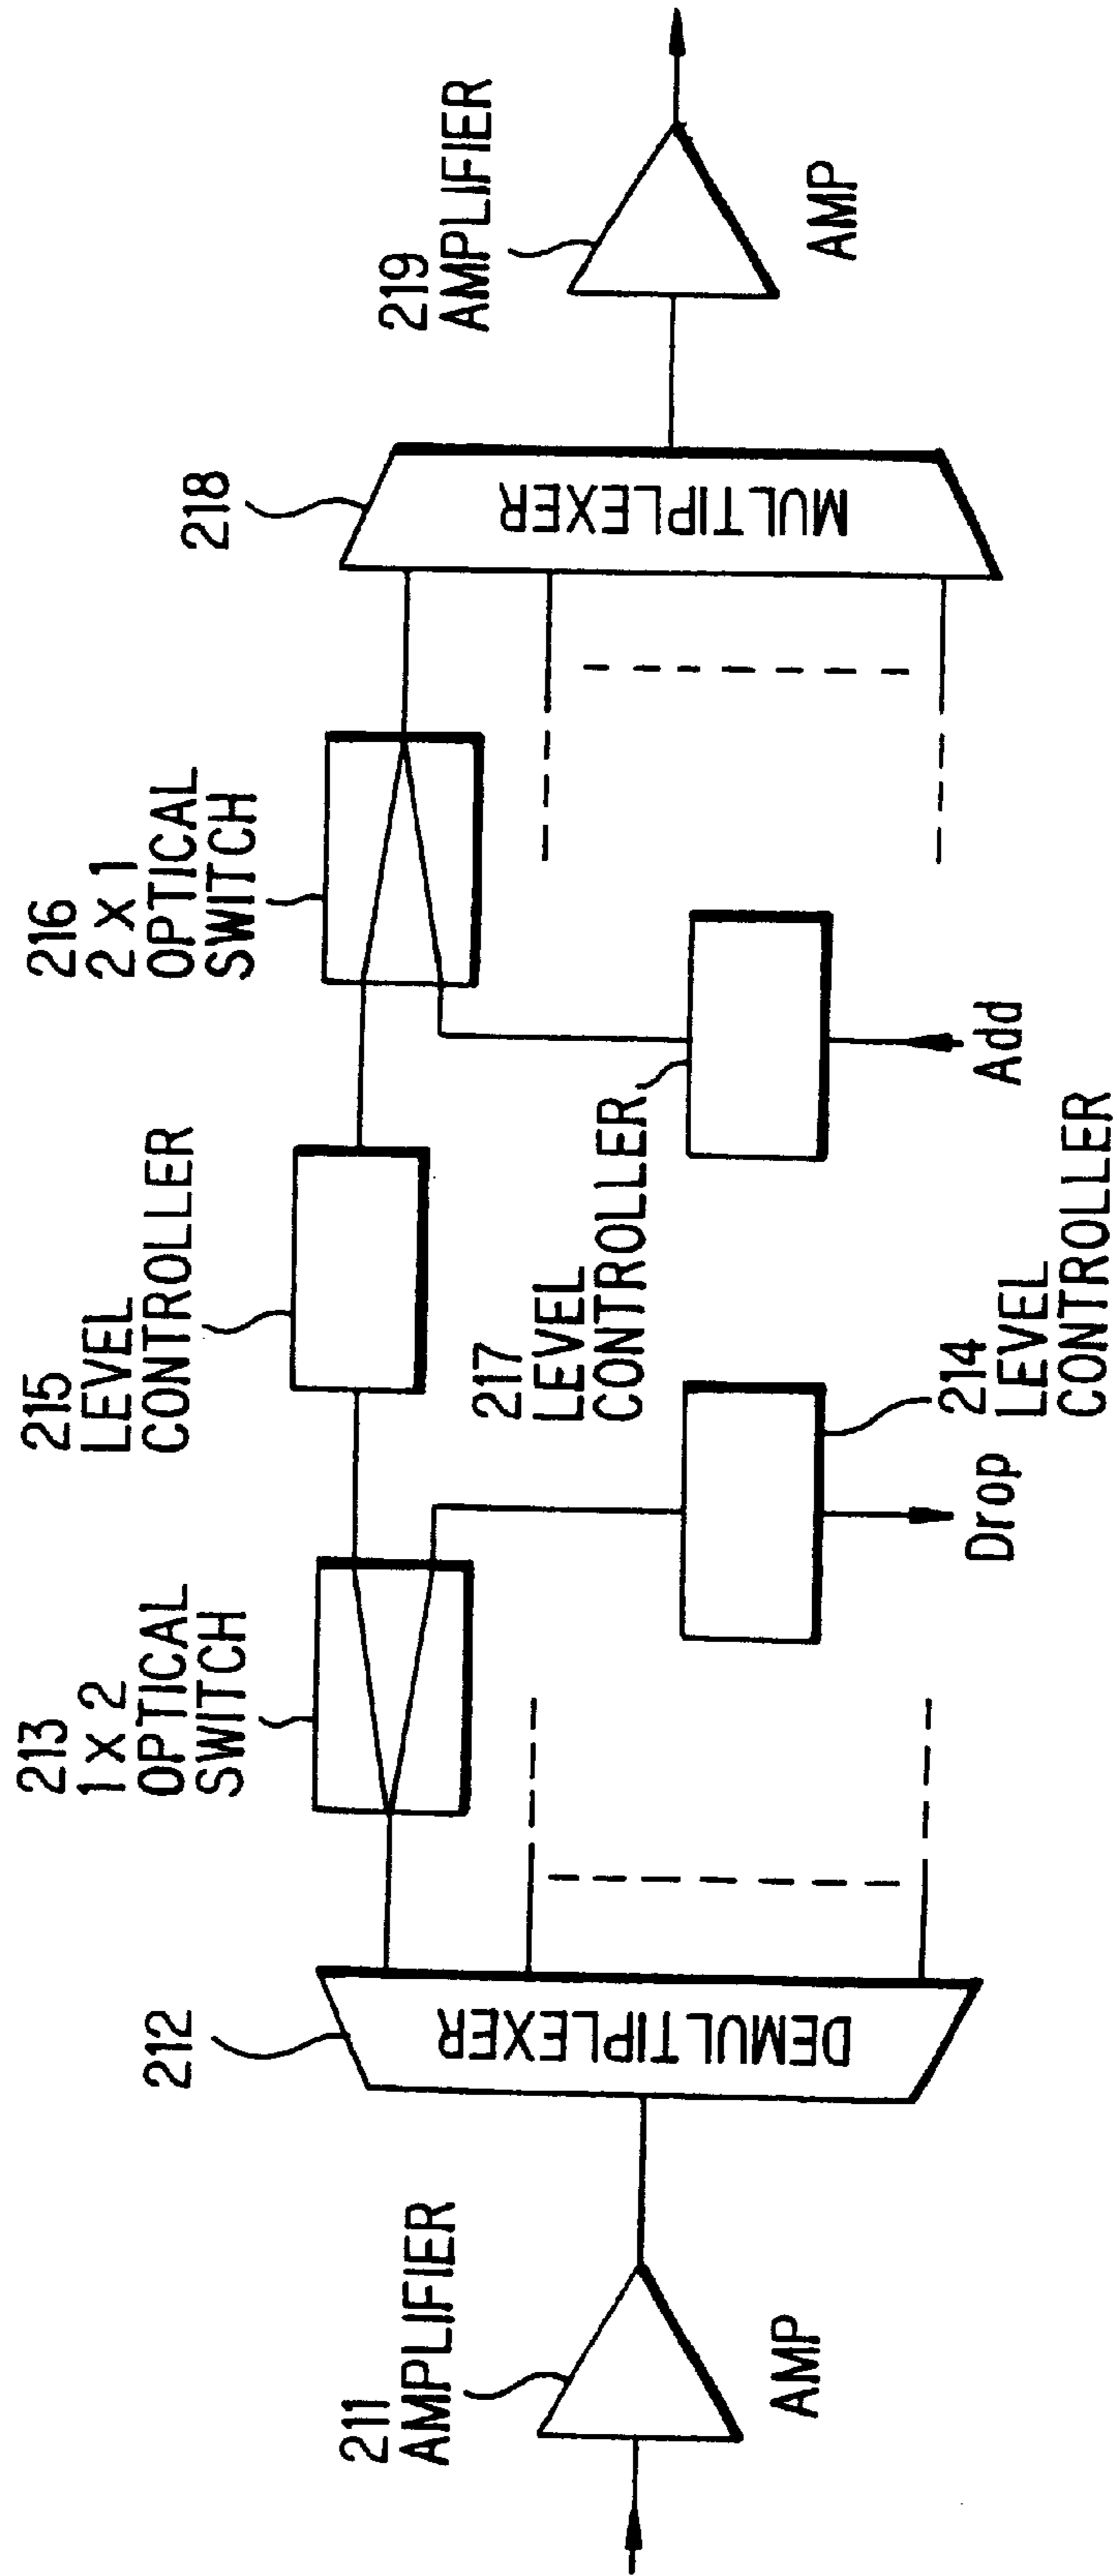 211
AMPLIFIER
AMP
212
DEMULTIPLEXER
213
1 x 2
OPTICAL
SWITCH
Drop
214
LEVEL
CONTROLLER
215
LEVEL
CONTROLLER
217
LEVEL
CONTROLLER
Add
216
2 x 1
OPTICAL
SWITCH
218
MULTIPLEXER
219
AMPLIFIER
AMP